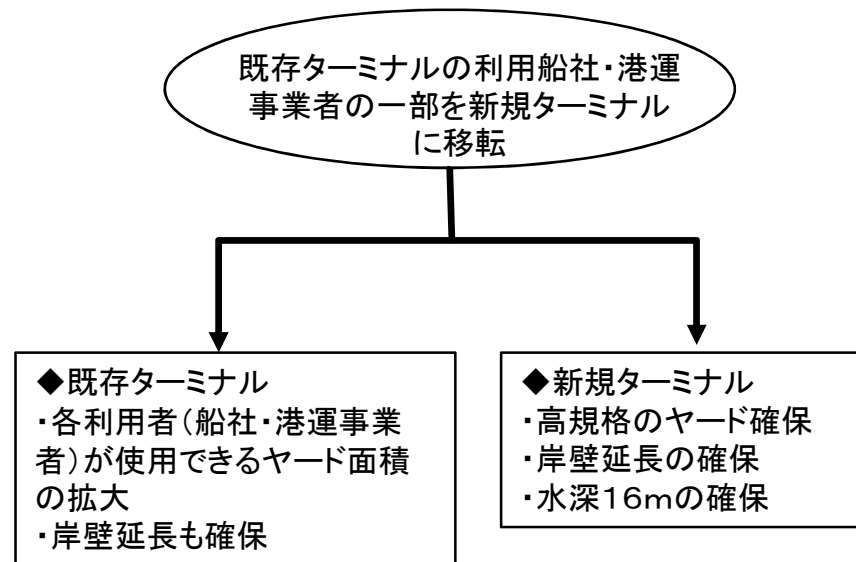 既存ターミナルの利用船社・港運
事業者の一部を新規ターミナル
に移転
◆既存ターミナル
・各利用者(船社・港運事業
者)が使用できるヤード面積
の拡大
・岸壁延長も確保
◆新規ターミナル
・高規格のヤード確保
・岸壁延長の確保
・水深16mの確保